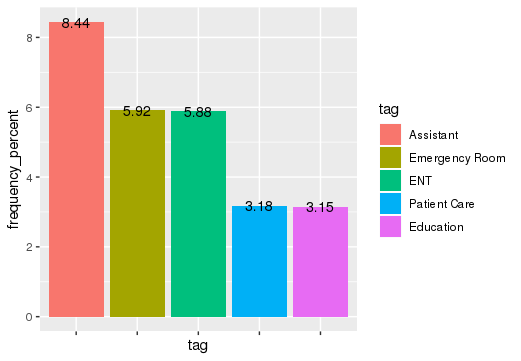 8.44
5.92
5.88
3.18
3.15
8
6
4
2
0
frequency_percent
tag
tag
Assistant
Emergency Room
ENT
Patient Care
Education